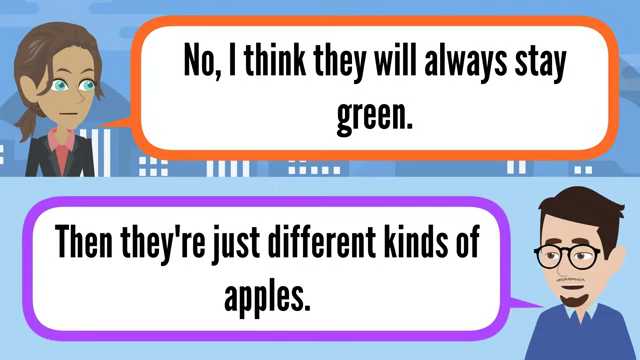 No, I think they will always stay
green.
Then they're just different kinds of
apples.